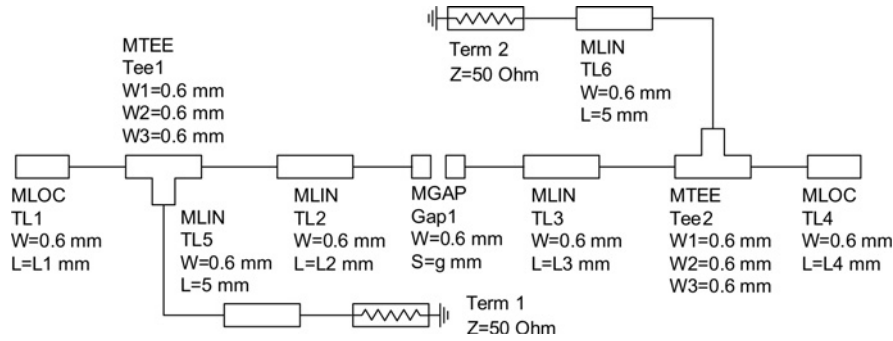 MTEE
Tee1
W1=0.6 mm
W2=0.6 mm
W3=0.6 mm
Term 2
Z=50 Ohm
MLIN
TL6
W=0.6 mm
L=5 mm
MLOC
TL1
W=0.6 mm
L=L1 mm
MLIN
TL5
W=0.6 mm
L=5 mm
MLIN
TL2
W=0.6 mm
L=L2 mm
MGAP
Gap1
W=0.6 mm
S=g mm
MLIN
TL3
W=0.6 mm
L=L3 mm
MTEE
Tee2
W1=0.6 mm
W2=0.6 mm
W3=0.6 mm
MLOC
TL4
W=0.6 mm
L=L4 mm
Term 1
Z=50 Ohm